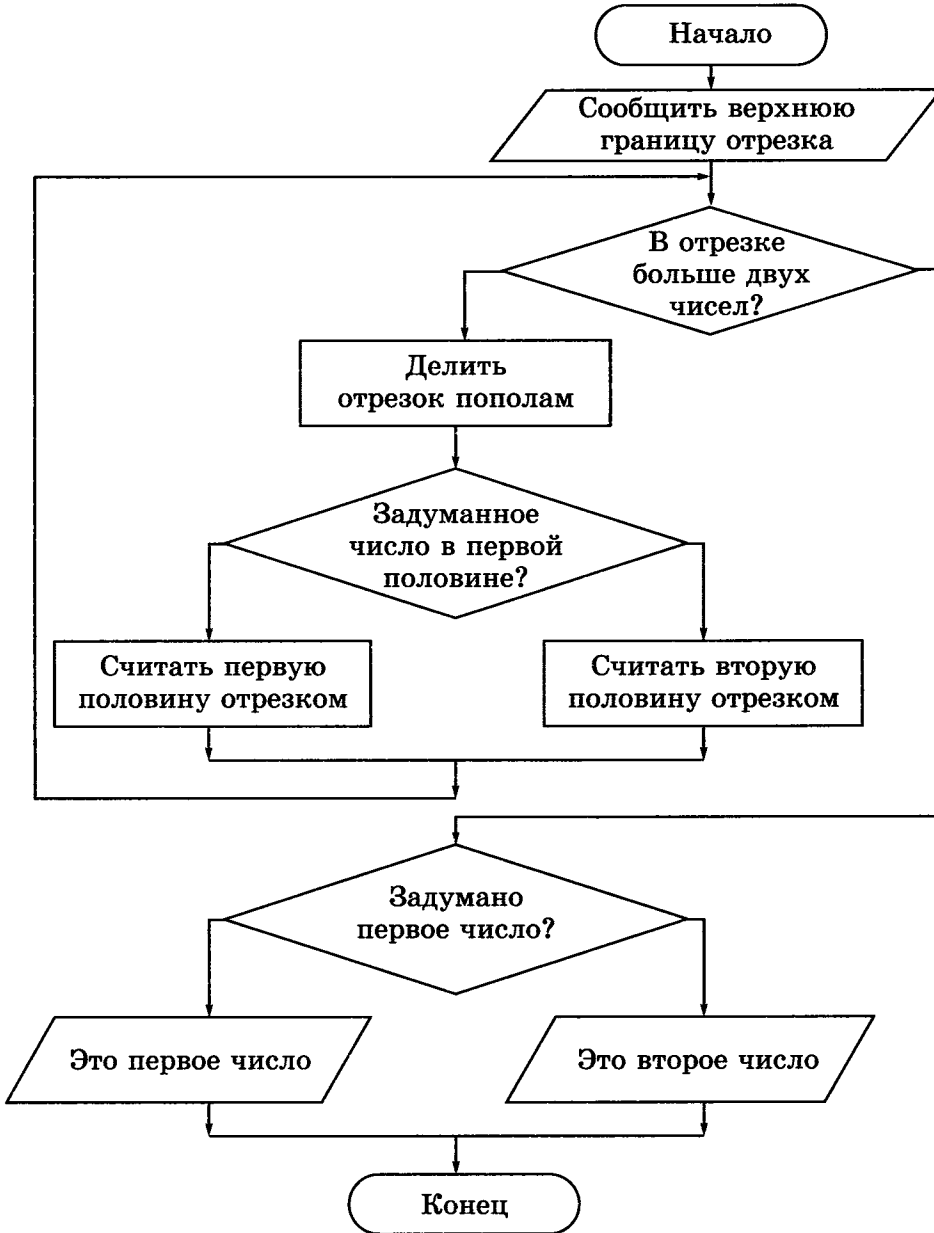 Начало
Сообщить верхнюю
границу отрезка
В отрезке
больше двух
чисел?
Делить
отрезок пополам
Задуманное
число в первой
половине?
Считать первую
половину отрезком
Считать вторую
половину отрезком
Задумано
первое число?
Это первое число
Это второе число
Конец